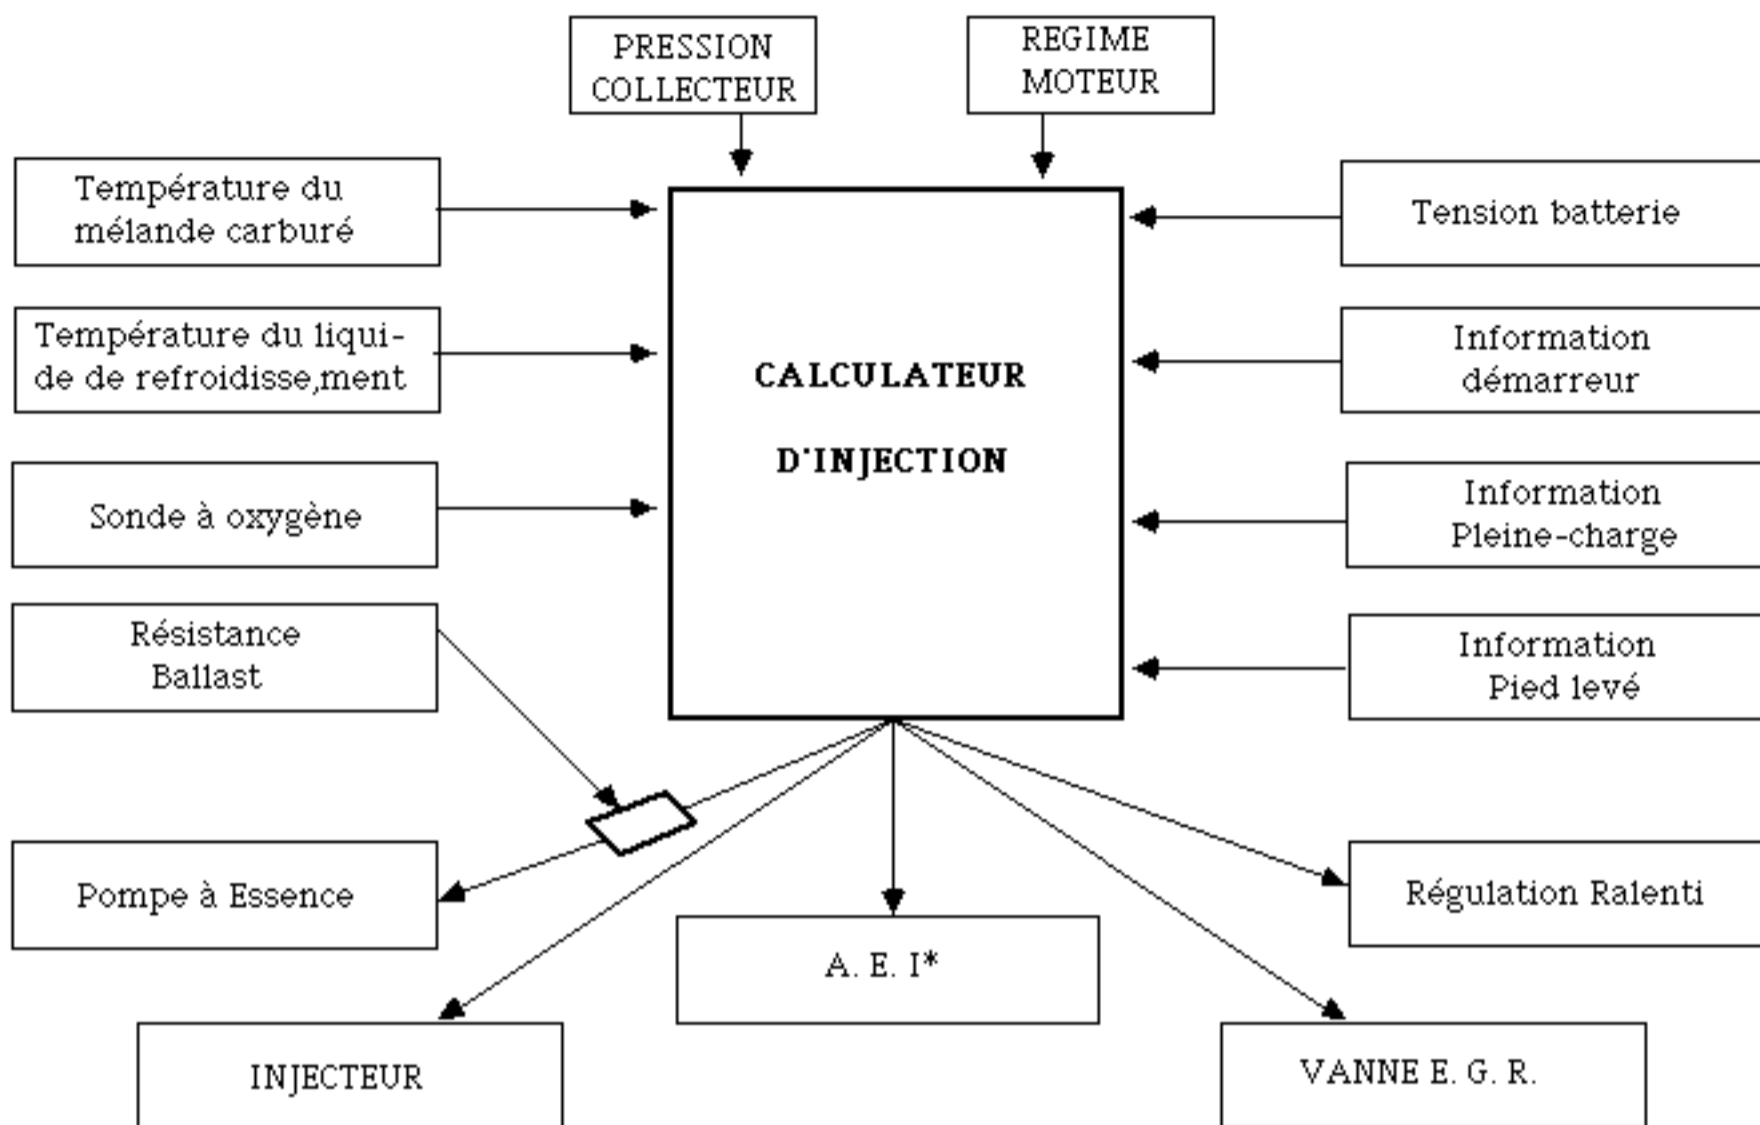 PRESSION
COLLECTEUR
REGIME
MOTEUR
Température du
mélande carburé
Tension batterie
Température du liqui-
de de refroidisse,ment
Information
démarreur
CALCULATEUR
D'INJECTION
Sonde à oxygène
Information
Pleine-charge
Résistance
Ballast
Information
Pied levé
Pompe à Essence
Régulation Ralenti
A. E. I*
INJECTEUR
VANNE E. G. R.